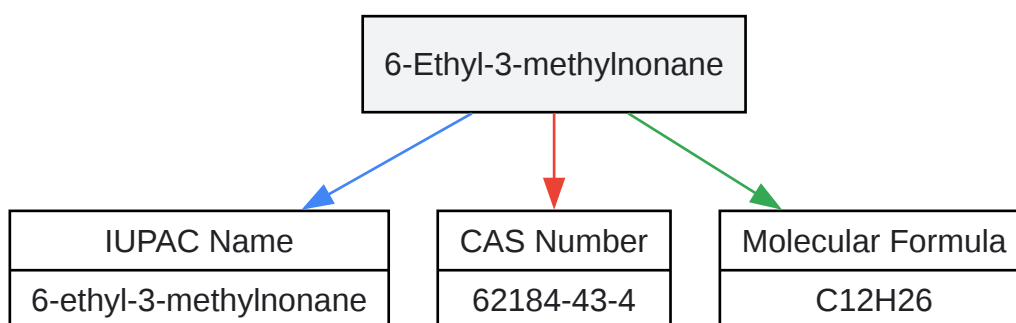 6-Ethyl-3-methylnonane
IUPAC Name
6-ethyl-3-methylnonane
CAS Number
62184-43-4
Molecular Formula
C12H26